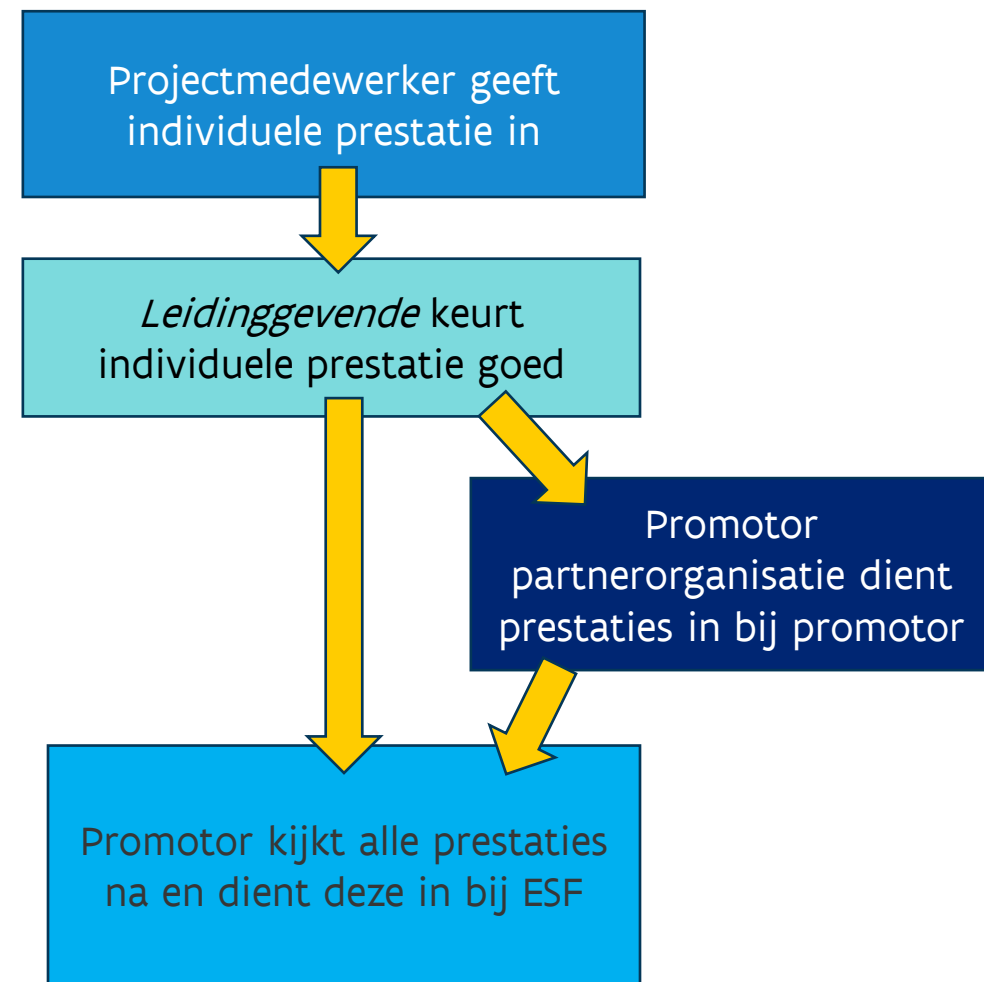 Projectmedewerker geeft
individuele prestatie in
Leidinggevende keurt
individuele prestatie goed
Promotor
partnerorganisatie dient
prestaties in bij promotor
Promotor kijkt alle prestaties
na en dient deze in bij ESF